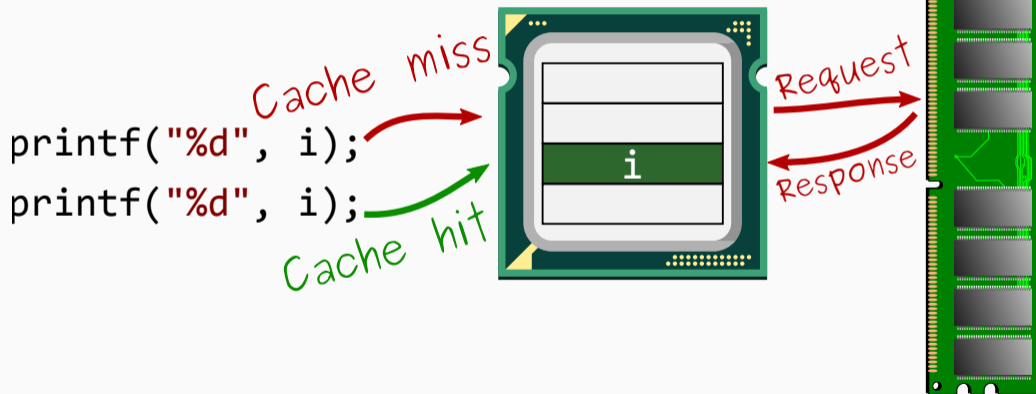 Cache miss
printf("%d", i);
printf("%d", i);
Cache hit
i
Request
Response